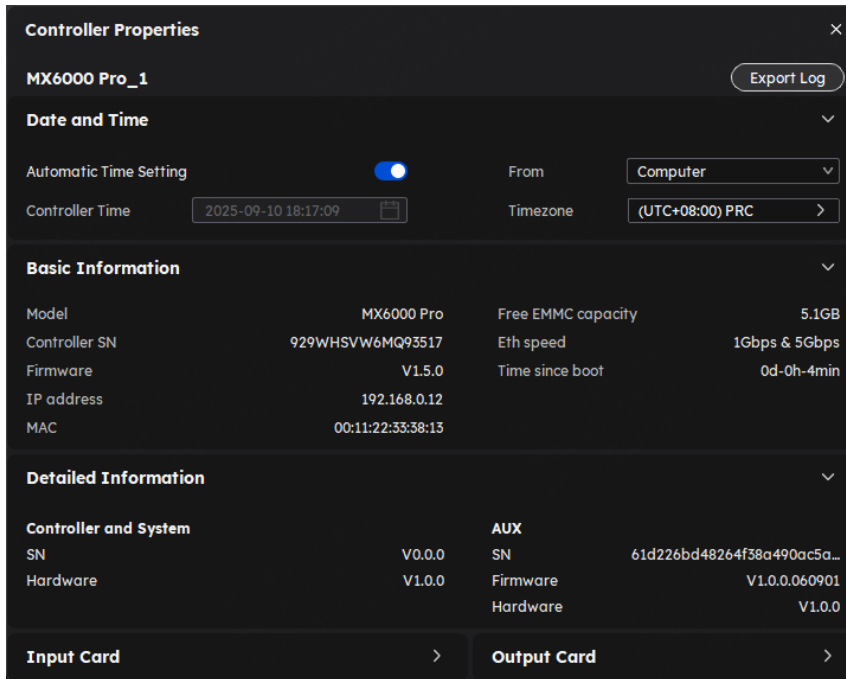 Controller Properties
MX6000 Pro_1
Export Log
Date and Time
Automatic Time Setting
From
Computer
Controller Time
2025-09-10 18:17:09
Timezone
(UTC+08:00) PRC
Basic Information
Model MX6000 Pro
Free EMMC capacity 5.1GB
Controller SN 929WHSVW6MQ93517
Eth speed 1Gbps & 5Gbps
Firmware V1.5.0
Time since boot 0d-0h-4min
IP address 192.168.0.12
MAC 00:11:22:33:38:13
Detailed Information
Controller and System
SN V0.0.0
Hardware V1.0.0
AUX
SN 61d226bd48264f38a490ac5a...
Firmware V1.0.0.060901
Hardware V1.0.0
Input Card
Output Card